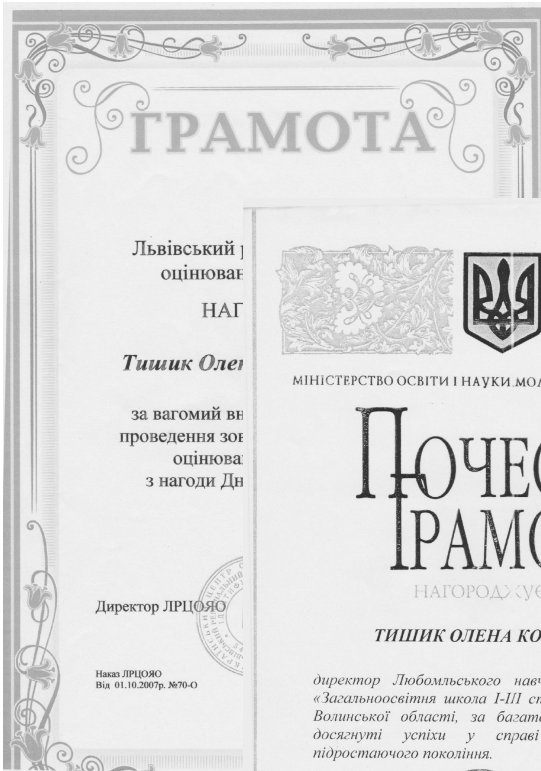 ГРАМОТА
Львівський р
оцінюван
НАГ
Тишик Олен
за вагомий вн
проведення зов
оцінюва
з нагоди Дн
Директор ЛРЦОЯО
Наказ ЛРЦОЯО
Від 01.10.2007р. №70-О
МІНІСТЕРСТВО ОСВІТИ І НАУКИ, МОЛ
ПОЧЕС
ГРАМО
НАГОРОДЖУЄ
ТИШИК ОЛЕНА КО
директор Любомльського навч
«Загальноосвітня школа І-ІІІ ст
Волинської області, за багат
досягнуті успіхи у справі
підростаючого покоління.